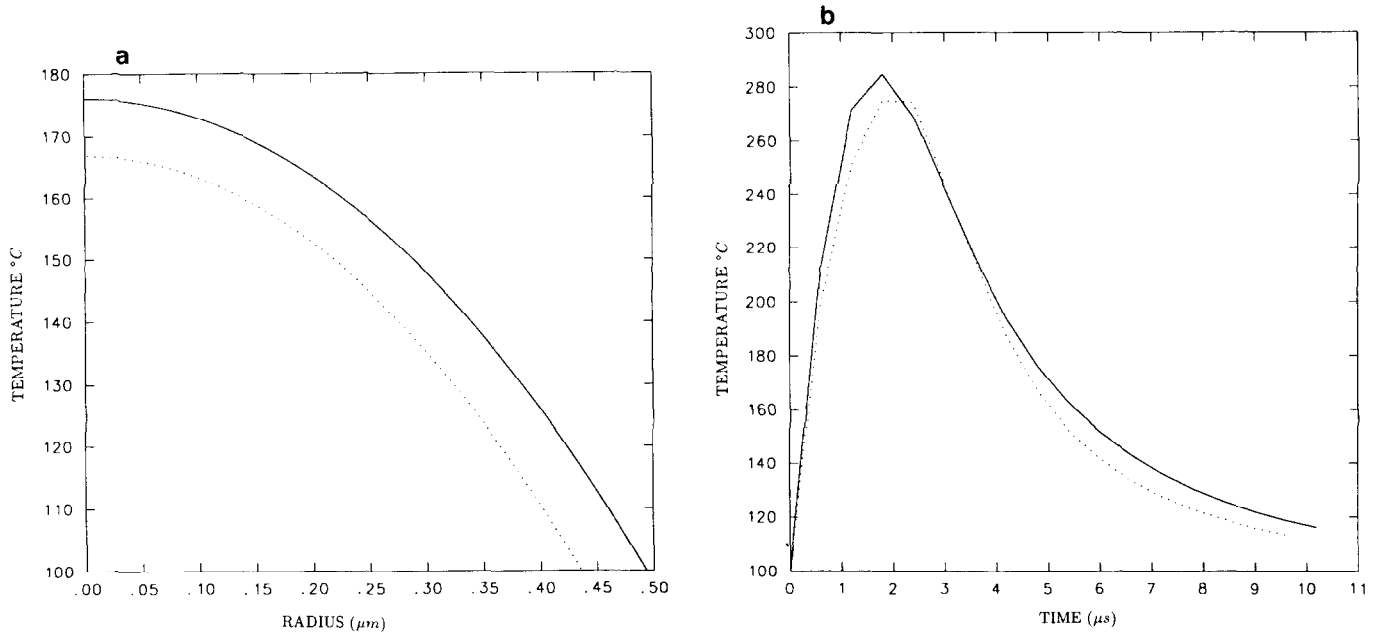 a
180
170
160
150
140
130
120
110
100
TEMPERATURE °C
.00 .05 .10 .15 .20 .25 .30 .35 .40 .45 .50
RADIUS (μm)
b
300
280
260
240
220
200
180
160
140
120
100
TEMPERATURE °C
0 1 2 3 4 5 6 7 8 9 10 11
TIME (μs)